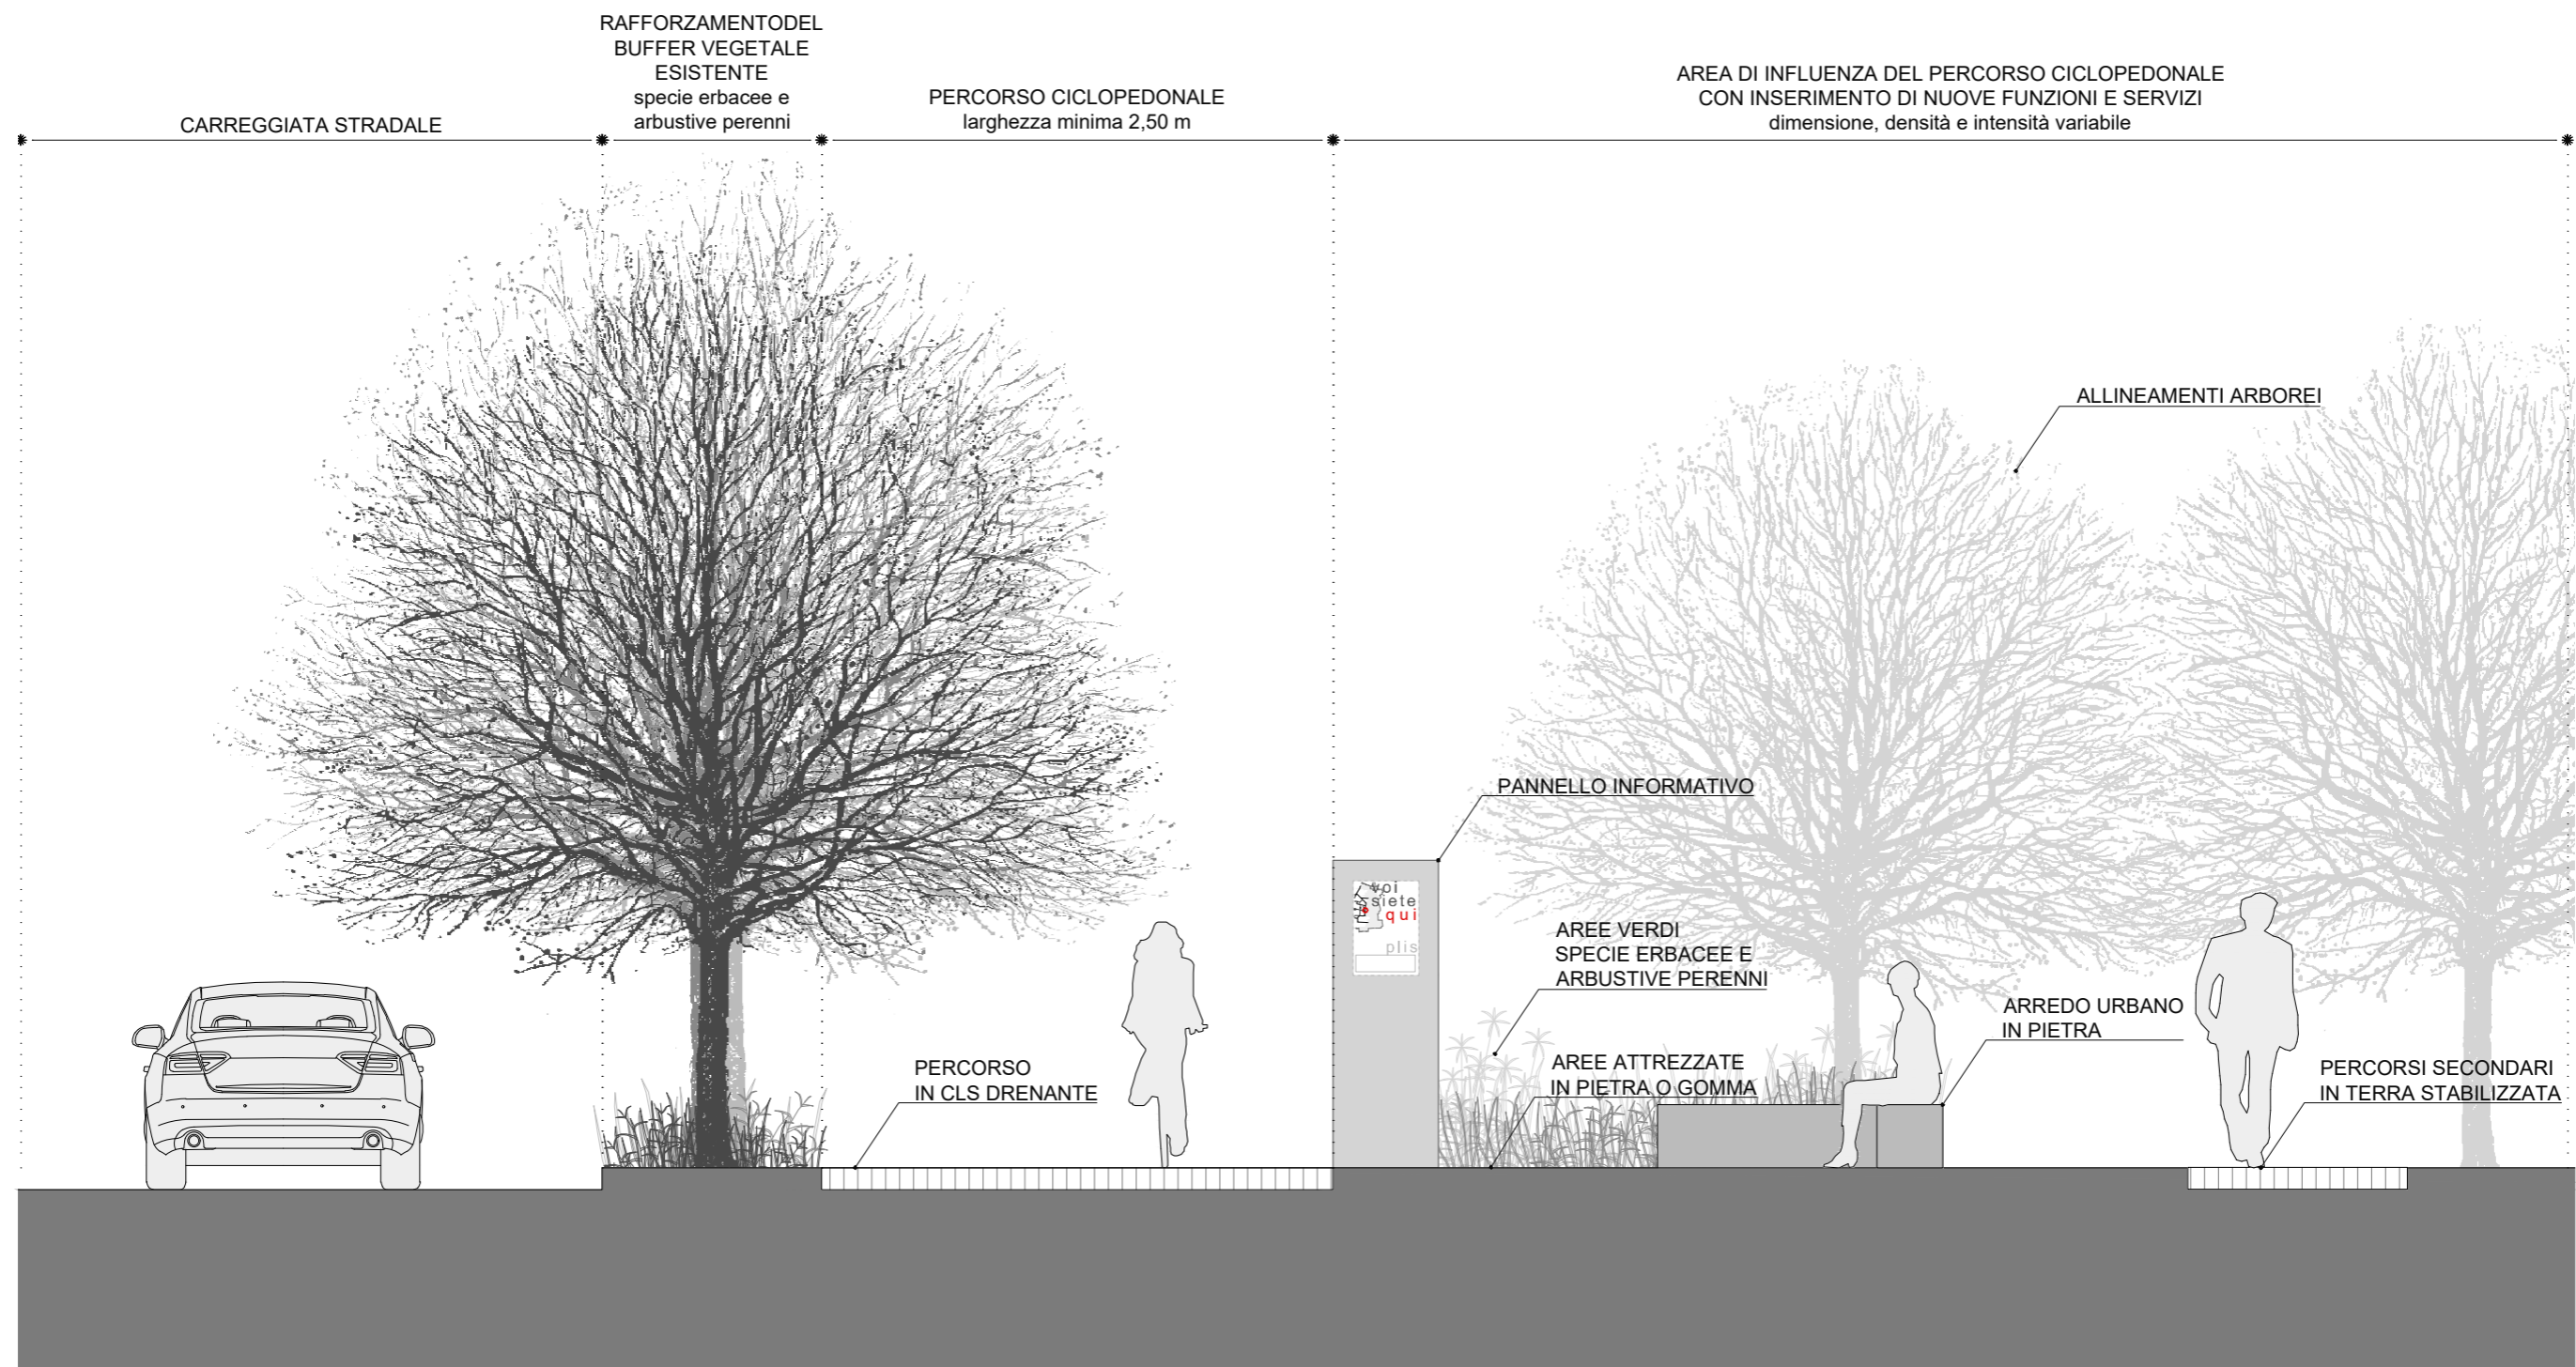 RAFFORZAMENTODEL
BUFFER VEGETALE
ESISTENTE
specie erbacee e
arbustive perenni
CARREGGIATA STRADALE
PERCORSO CICLOPEDONALE
larghezza minima 2,50 m
AREA DI INFLUENZA DEL PERCORSO CICLOPEDONALE
CON INSERIMENTO DI NUOVE FUNZIONI E SERVIZI
dimensione, densità e intensità variabile
ALLINEAMENTI ARBOREI
PANNELLO INFORMATIVO
voi
siete
qui
plis
AREE VERDI
SPECIE ERBACEE E
ARBUSTIVE PERENNI
ARREDO URBANO
IN PIETRA
AREE ATTREZZATE
IN PIETRA O GOMMA
PERCORSO
IN CLS DRENANTE
PERCORSI SECONDARI
IN TERRA STABILIZZATA